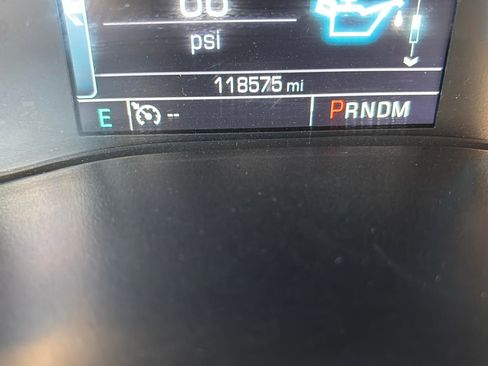 psi
118575 mi
E -- PRNDM